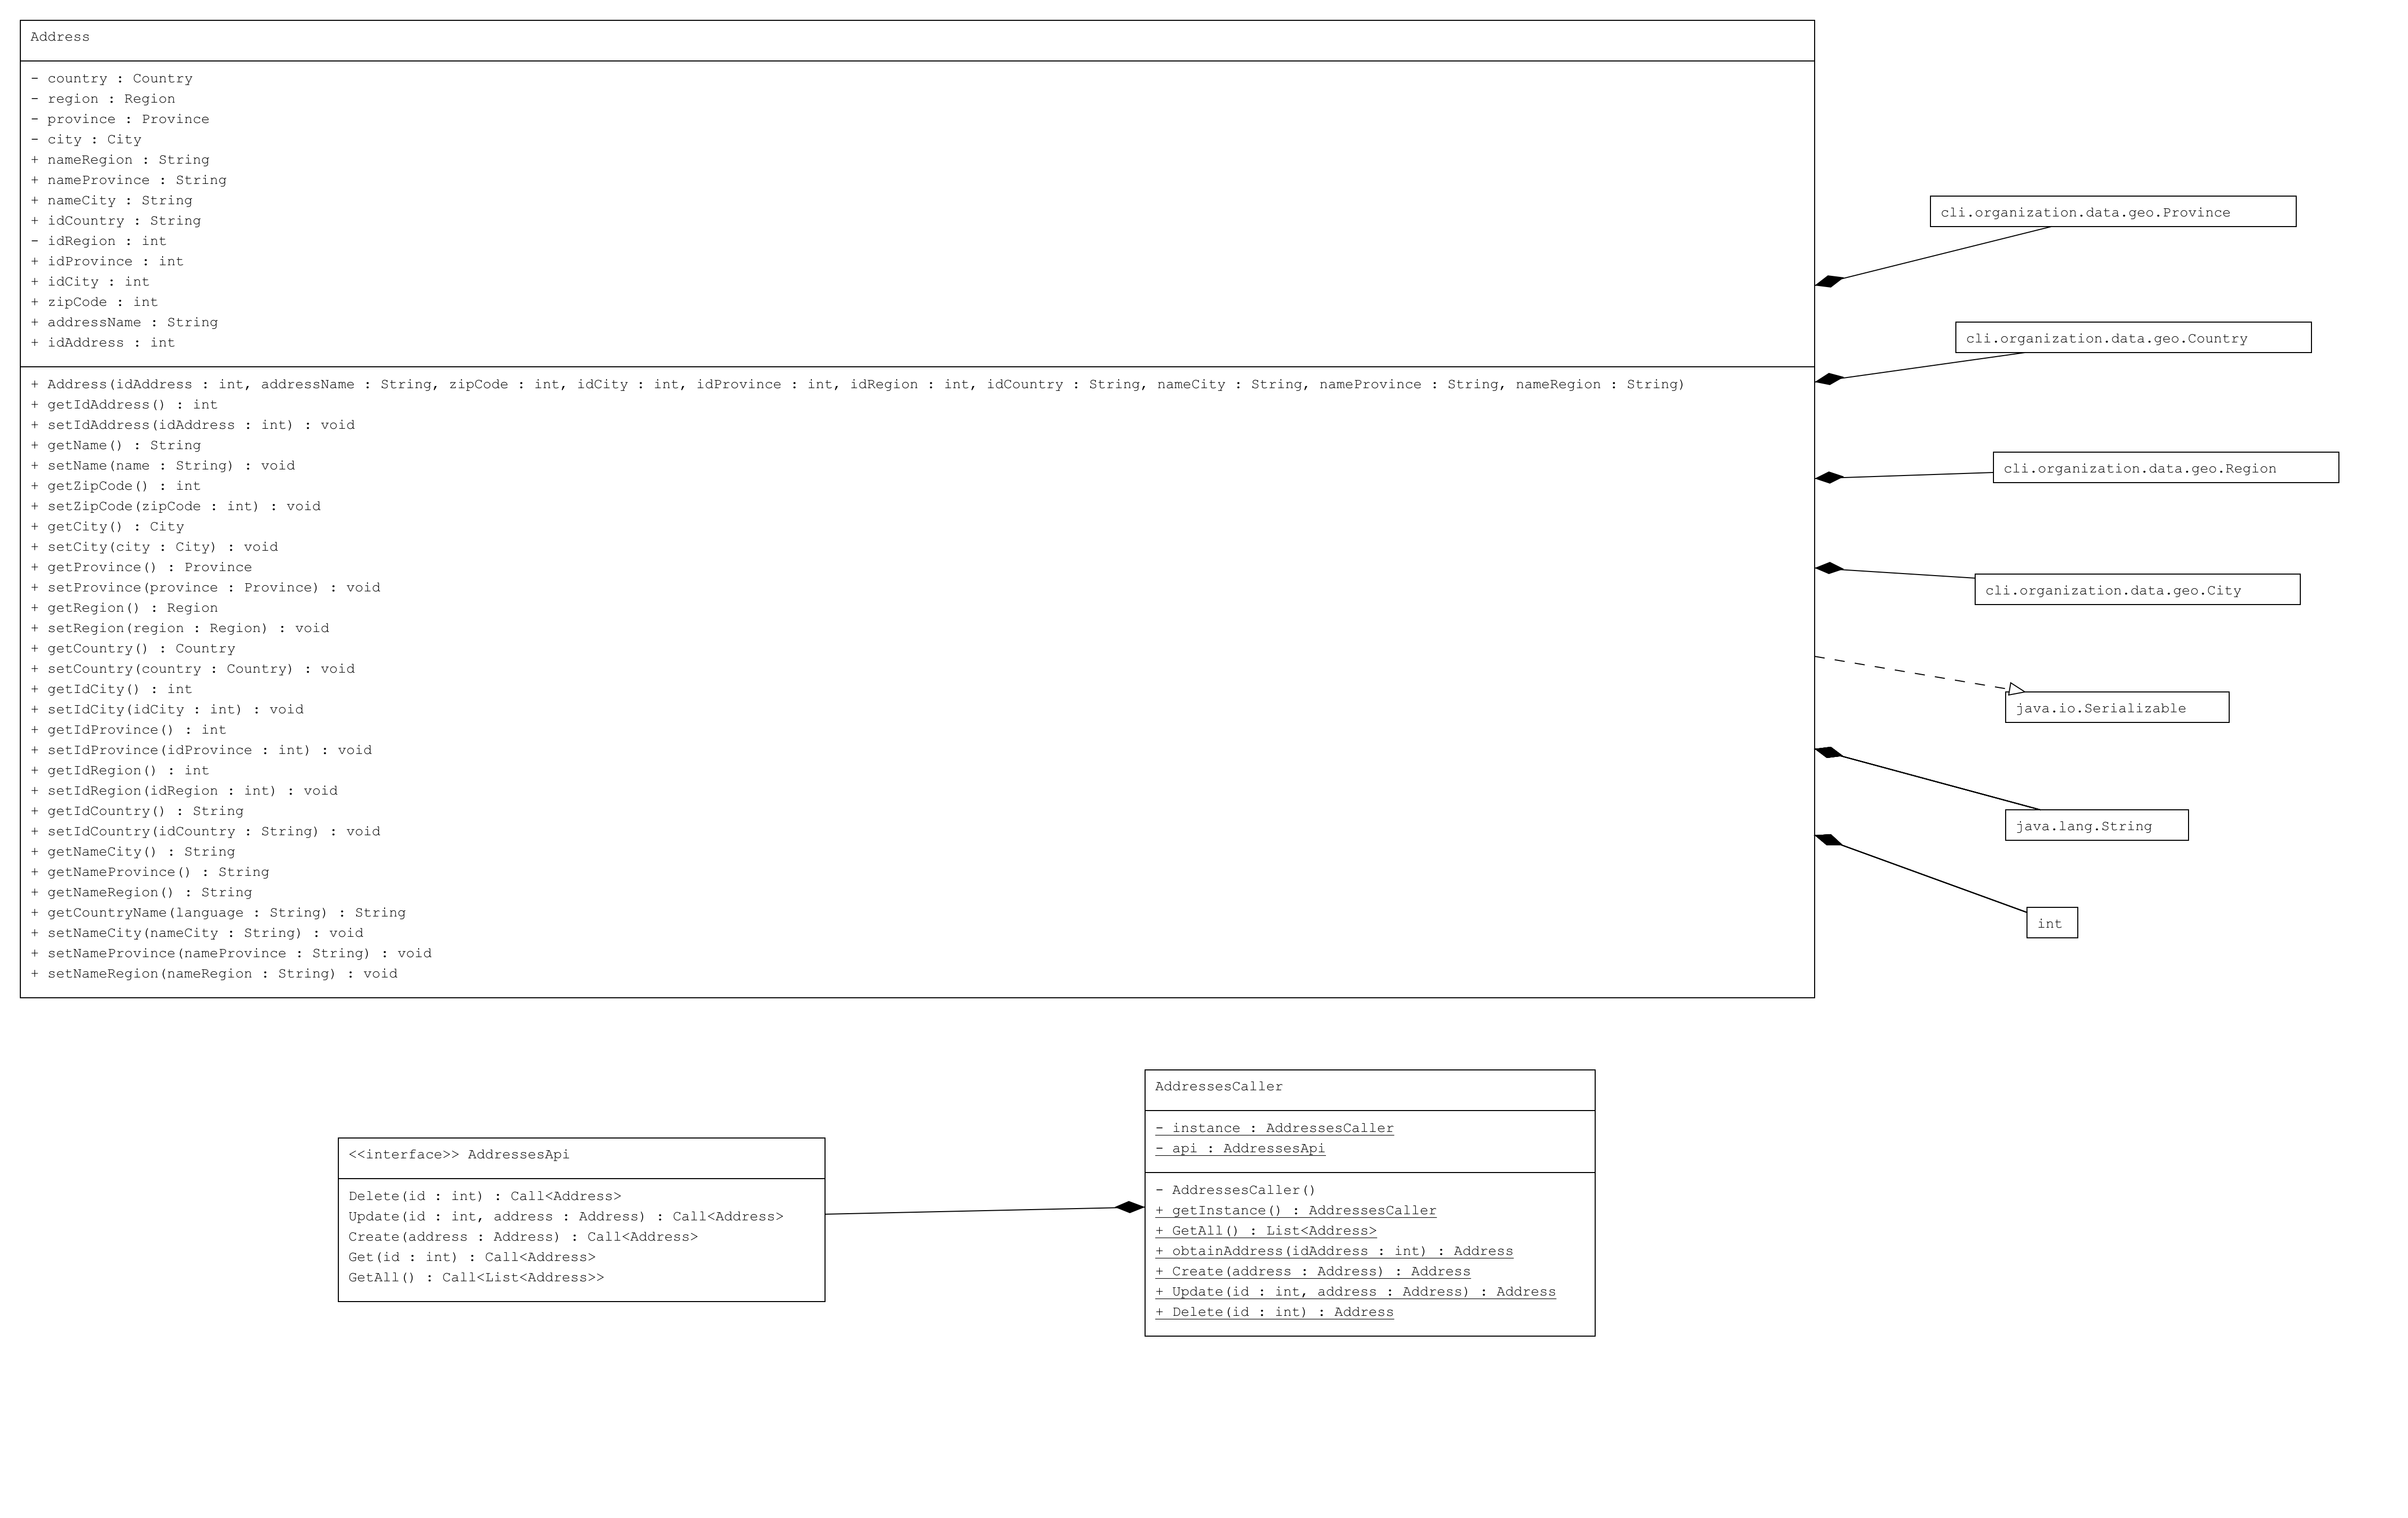 Address
- country : Country
- region : Region
- province : Province
- city : City
+ nameRegion : String
+ nameProvince : String
+ nameCity : String
+ idCountry : String
- idRegion : int
+ idProvince : int
+ idCity : int
+ zipCode : int
+ addressName : String
+ idAddress : int
+ Address(idAddress : int, addressName : String, zipCode : int, idCity : int, idProvince : int, idRegion : int, idCountry : String, nameCity : String, nameProvince : String, nameRegion : String)
+ getIdAddress() : int
+ setIdAddress(idAddress : int) : void
+ getName() : String
+ setName(name : String) : void
+ getZipCode() : int
+ setZipCode(zipCode : int) : void
+ getCity() : City
+ setCity(city : City) : void
+ getProvince() : Province
+ setProvince(province : Province) : void
+ getRegion() : Region
+ setRegion(region : Region) : void
+ getCountry() : Country
+ setCountry(country : Country) : void
+ getIdCity() : int
+ setIdCity(idCity : int) : void
+ getIdProvince() : int
+ setIdProvince(idProvince : int) : void
+ getIdRegion() : int
+ setIdRegion(idRegion : int) : void
+ getIdCountry() : String
+ setIdCountry(idCountry : String) : void
+ getNameCity() : String
+ getNameProvince() : String
+ getNameRegion() : String
+ getCountryName(language : String) : String
+ setNameCity(nameCity : String) : void
+ setNameProvince(nameProvince : String) : void
+ setNameRegion(nameRegion : String) : void
cli.organization.data.geo.Province
cli.organization.data.geo.Country
cli.organization.data.geo.Region
cli.organization.data.geo.City
java.io.Serializable
java.lang.String
int
<<interface>> AddressesApi
Delete(id : int) : Call<Address>
Update(id : int, address : Address) : Call<Address>
Create(address : Address) : Call<Address>
Get(id : int) : Call<Address>
GetAll() : Call<List<Address>>
AddressesCaller
- instance : AddressesCaller
- api : AddressesApi
- AddressesCaller()
+ getInstance() : AddressesCaller
+ GetAll() : List<Address>
+ obtainAddress(idAddress : int) : Address
+ Create(address : Address) : Address
+ Update(id : int, address : Address) : Address
+ Delete(id : int) : Address